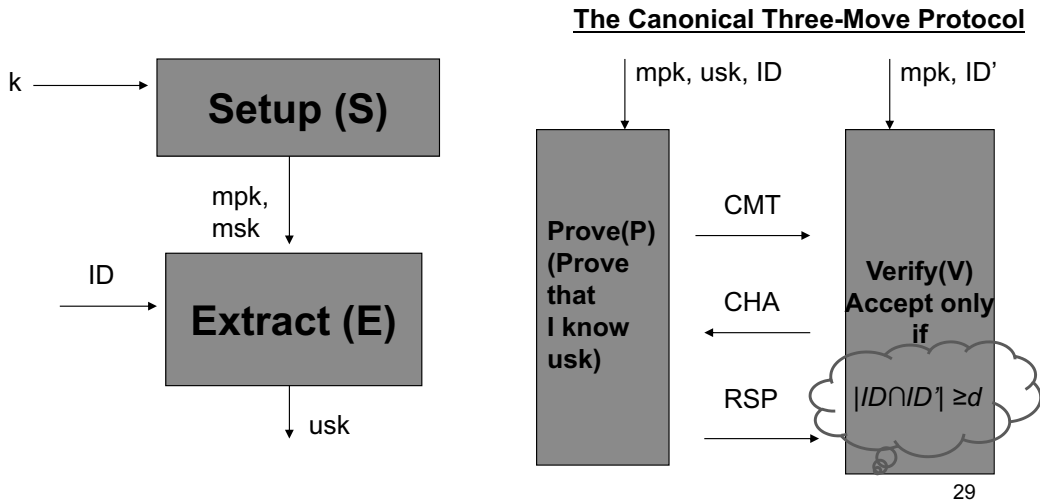 The Canonical Three-Move Protocol
k
Setup (S)
mpk,
msk
ID
Extract (E)
usk
mpk, usk, ID
mpk, ID’
Prove(P)
(Prove
that
I know
usk)
CMT
CHA
RSP
Verify(V)
Accept only
if
|ID∩ID’| ≥d
29